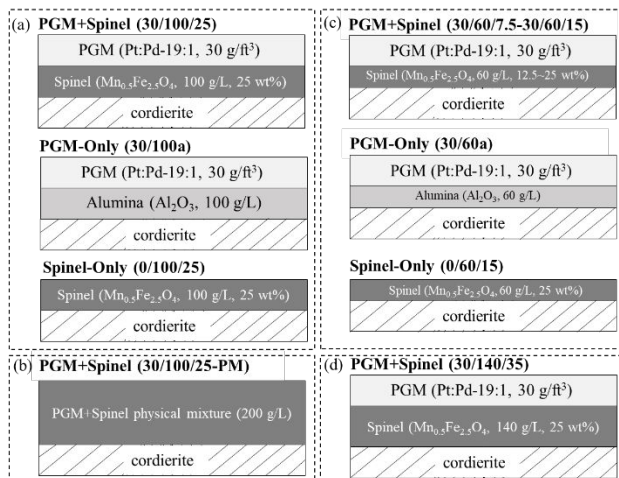 (a) PGM+Spinel (30/100/25)
PGM (Pt:Pd-19:1, 30 g/ft³)
Spinel (Mn₀.₅Fe₂.₅O₄, 100 g/L, 25 wt%)
cordierite
PGM-Only (30/100a)
PGM (Pt:Pd-19:1, 30 g/ft³)
Alumina (Al₂O₃, 100 g/L)
cordierite
Spinel-Only (0/100/25)
Spinel (Mn₀.₅Fe₂.₅O₄, 100 g/L, 25 wt%)
cordierite
(b) PGM+Spinel (30/100/25-PM)
PGM+Spinel physical mixture (200 g/L)
cordierite
(c) PGM+Spinel (30/60/7.5-30/60/15)
PGM (Pt:Pd-19:1, 30 g/ft³)
Spinel (Mn₀.₅Fe₂.₅O₄, 60 g/L, 12.5~25 wt%)
cordierite
PGM-Only (30/60a)
PGM (Pt:Pd-19:1, 30 g/ft³)
Alumina (Al₂O₃, 60 g/L)
cordierite
Spinel-Only (0/60/15)
Spinel (Mn₀.₅Fe₂.₅O₄, 60 g/L, 25 wt%)
cordierite
(d) PGM+Spinel (30/140/35)
PGM (Pt:Pd-19:1, 30 g/ft³)
Spinel (Mn₀.₅Fe₂.₅O₄, 140 g/L, 25 wt%)
cordierite